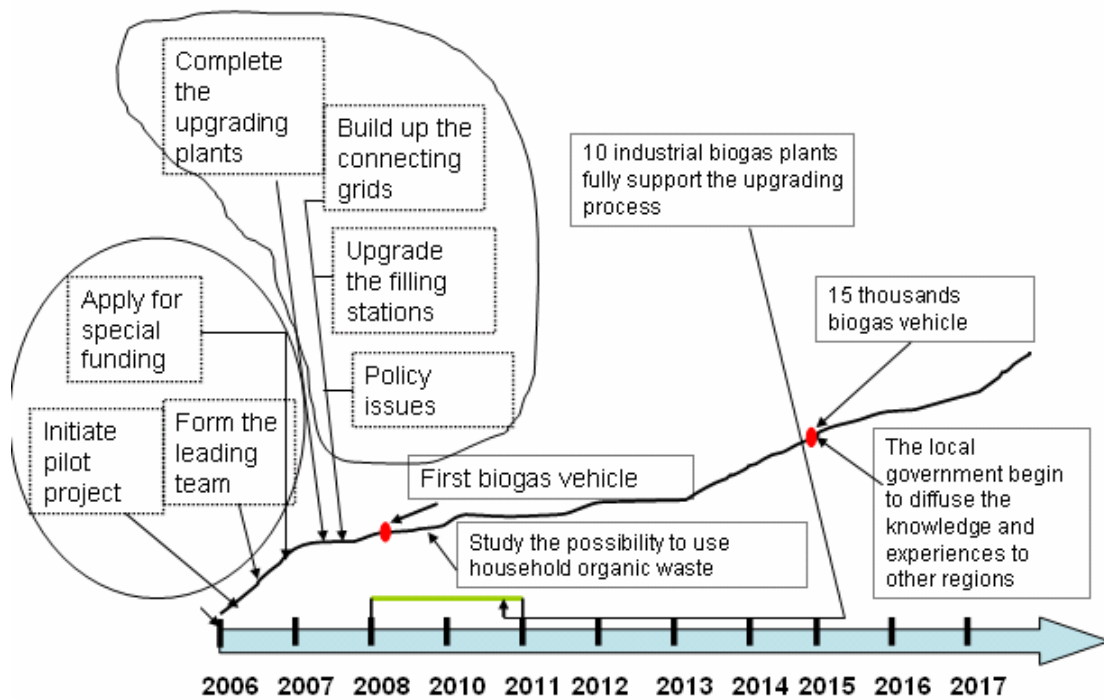 Complete
the
upgrading
plants
Build up the
connecting
grids
10 industrial biogas plants
fully support the upgrading
process
Upgrade
the filling
stations
Apply for
special
funding
15 thousands
biogas vehicle
Policy
issues
Initiate
pilot
project
Form the
leading
team
First biogas vehicle
The local
government begin
to diffuse the
knowledge and
experiences to
other regions
Study the possibility to use
household organic waste
2006 2007 2008 2010 2011 2012 2013 2014 2015 2016 2017